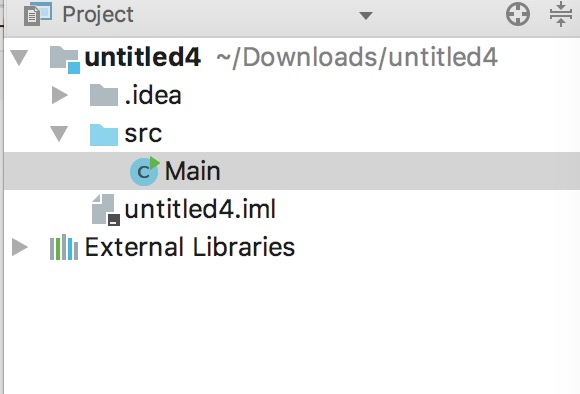 Project
untitled4 ~/Downloads/untitled4
.idea
src
C Main
untitled4.iml
External Libraries